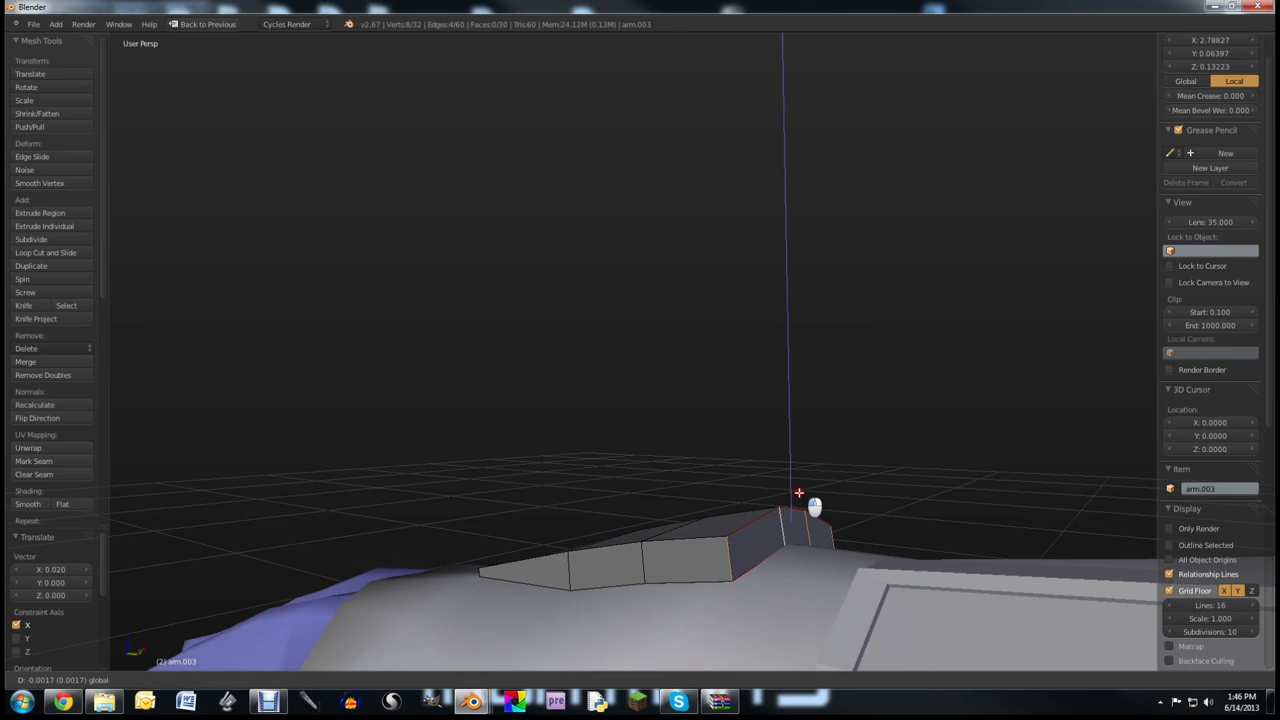 Blender
File Add Render Window Help Back to Previous Cycles Render v2.67 | Verts:8/32 | Edges:4/60 | Faces:0/30 | Tris:60 | Mem:24.12M (0.13M) | arm.003
Mesh Tools
Transform:
Translate
Rotate
Scale
Shrink/Fatten
Push/Pull
Deform:
Edge Slide
Noise
Smooth Vertex
Add:
Extrude Region
Extrude Individual
Subdivide
Loop Cut and Slide
Duplicate
Spin
Screw
Knife Select
Knife Project
Remove:
Delete
Merge
Remove Doubles
Normals:
Recalculate
Flip Direction
UV Mapping:
Unwrap
Mark Seam
Clear Seam
Shading:
Smooth Flat
Repeat:
Translate
Vector
X: 0.020
Y: 0.000
Z: 0.000
Constraint Axis
X
Y
Z
Orientation
User Persp
(2) arm.003
D: -0.0017 (0.0017) global
X: 2.78827
Y: 0.06397
Z: 0.13223
Global Local
Mean Crease: 0.000
Mean Bevel Wei: 0.000
Grease Pencil
New
New Layer
Delete Frame Convert
View
Lens: 35.000
Lock to Object:
Lock to Cursor
Lock Camera to View
Clip:
Start: 0.100
End: 1000.000
Local Camera:
Render Border
3D Cursor
Location:
X: 0.0000
Y: 0.0000
Z: 0.0000
Item
arm.003
Display
Only Render
Outline Selected
All Object Origins
Relationship Lines
Grid Floor X Y Z
Lines: 16
Scale: 1.000
Subdivisions: 10
Matcap
Backface Culling
pre
1:46 PM
6/14/2013